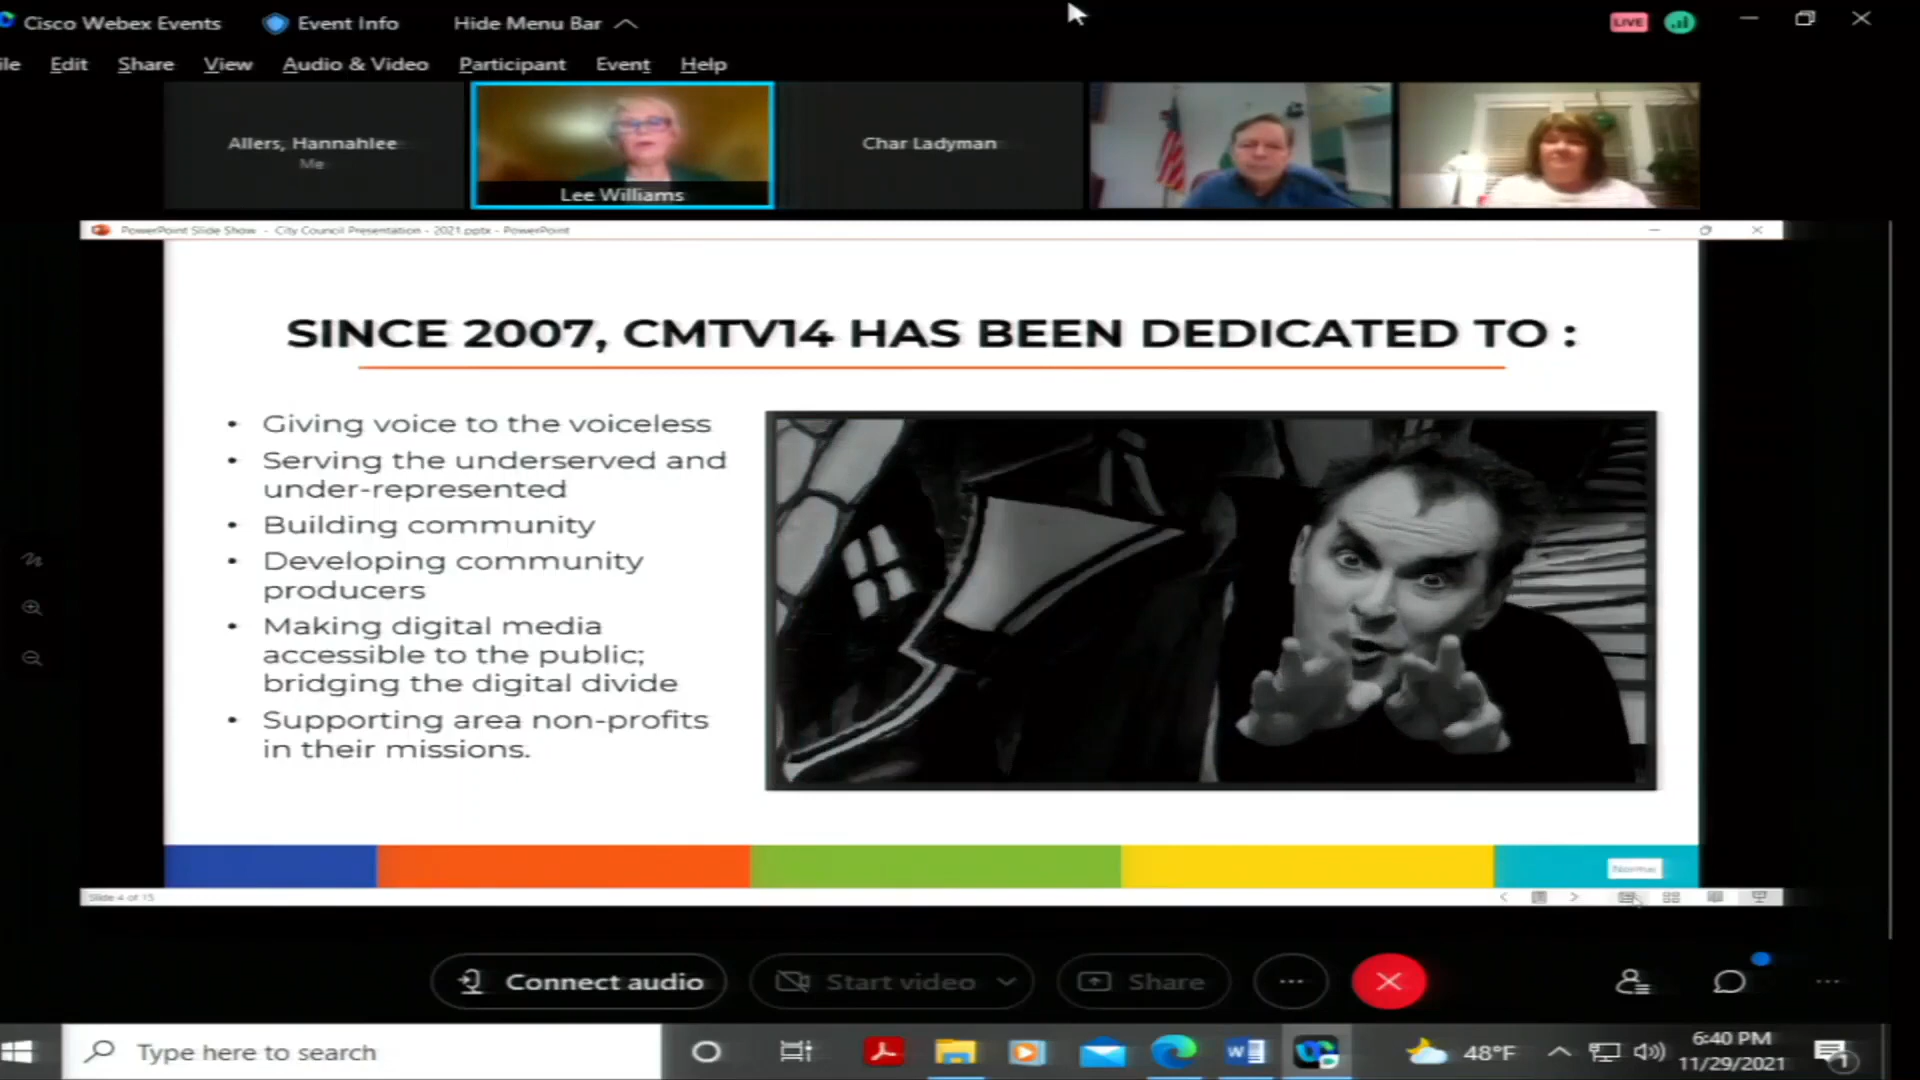 Cisco Webex Events Event Info Hide Menu Bar LIVE
ile Edit Share View Audio & Video Participant Event Help
Allers, Hannahlee
Me
Lee Williams
Char Ladyman
PowerPoint Slide Show - City Council Presentation - 2021.pptx - PowerPoint
SINCE 2007, CMTV14 HAS BEEN DEDICATED TO :
• Giving voice to the voiceless
• Serving the underserved and
under-represented
• Building community
• Developing community
producers
• Making digital media
accessible to the public;
bridging the digital divide
• Supporting area non-profits
in their missions.
Normal
Slide 4 of 15
Connect audio Start video Share
Type here to search
48°F
6:40 PM
11/29/2021
1